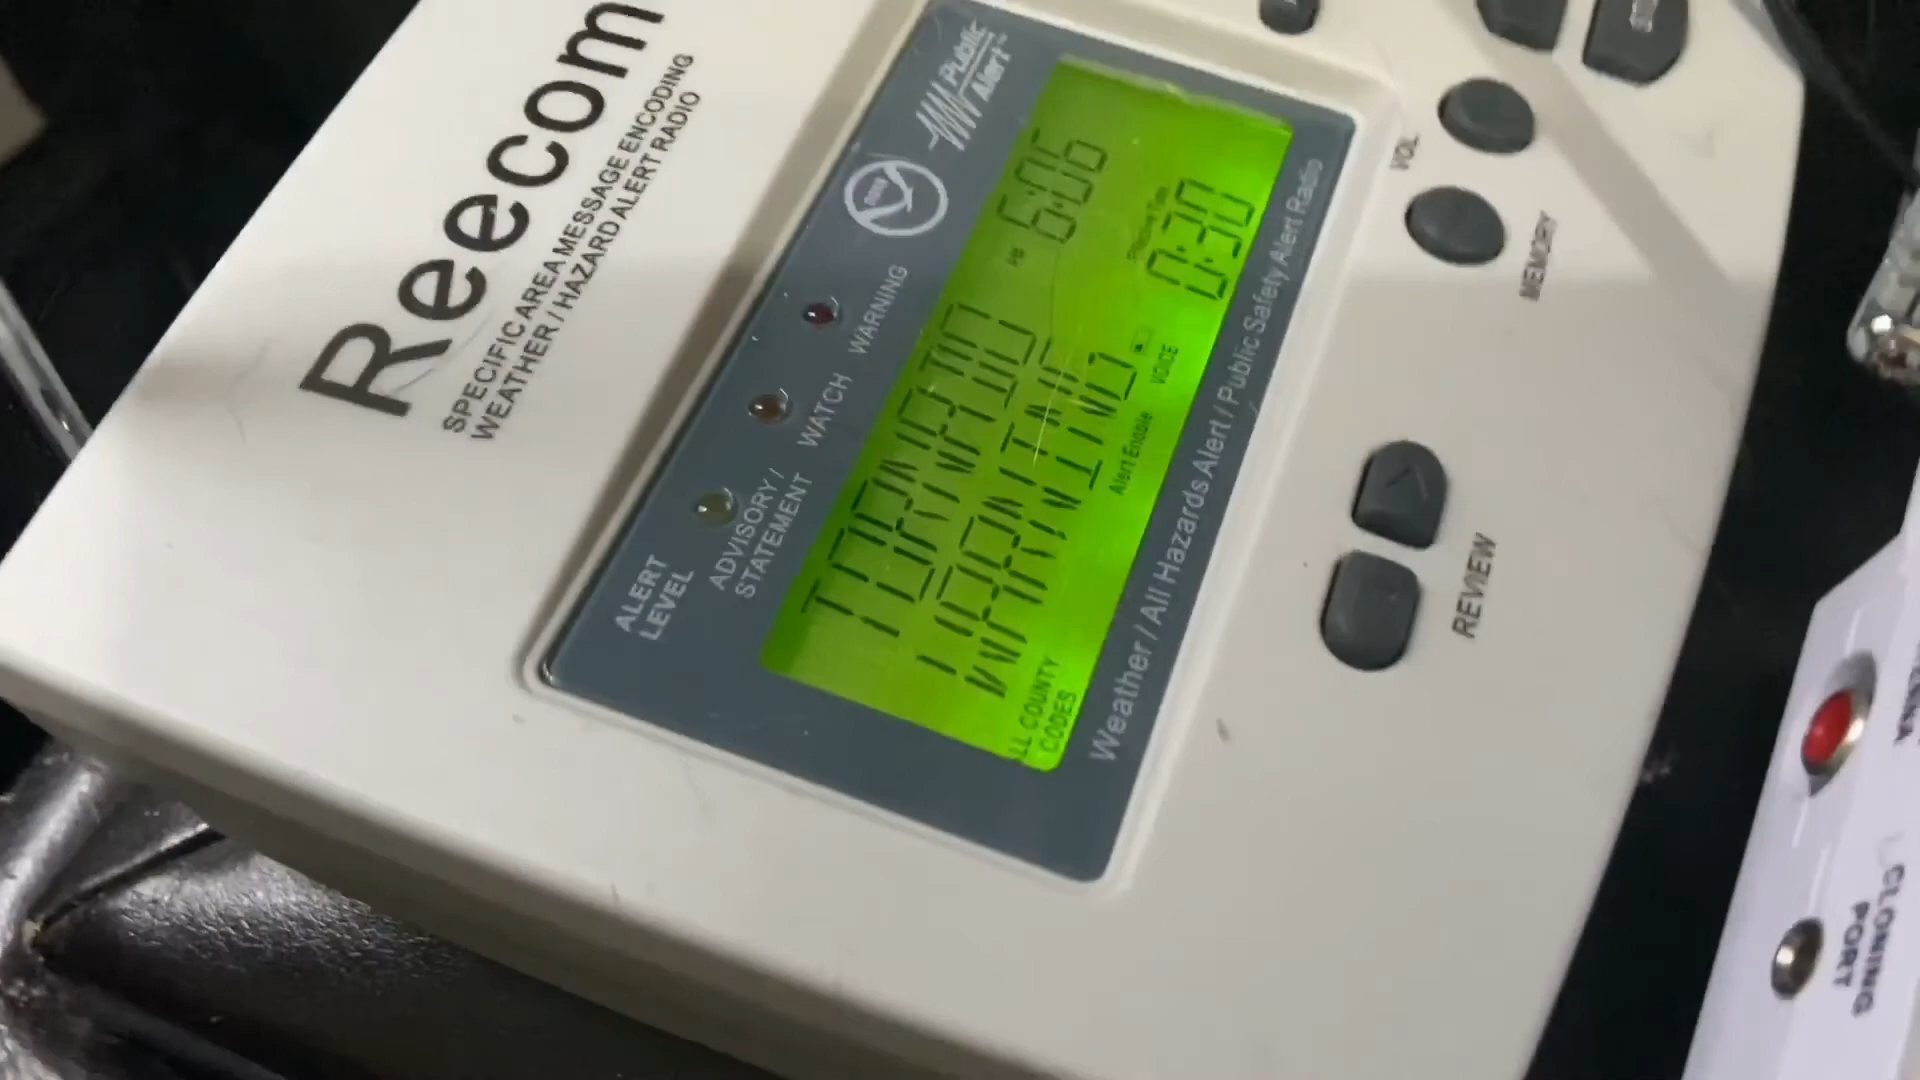 Reecom
SPECIFIC AREA MESSAGE ENCODING
WEATHER / HAZARD ALERT RADIO
Public
Alert™
ALERT
LEVEL
ADVISORY /
STATEMENT
WATCH
WARNING
TORNADO
WARNING
6:06
0:30
Alert Enable
VOICE
LL COUNTY
CODES
Weather / All Hazards Alert / Public Safety Alert Radio
VOL
MEMORY
REVIEW
CLONING
PORT